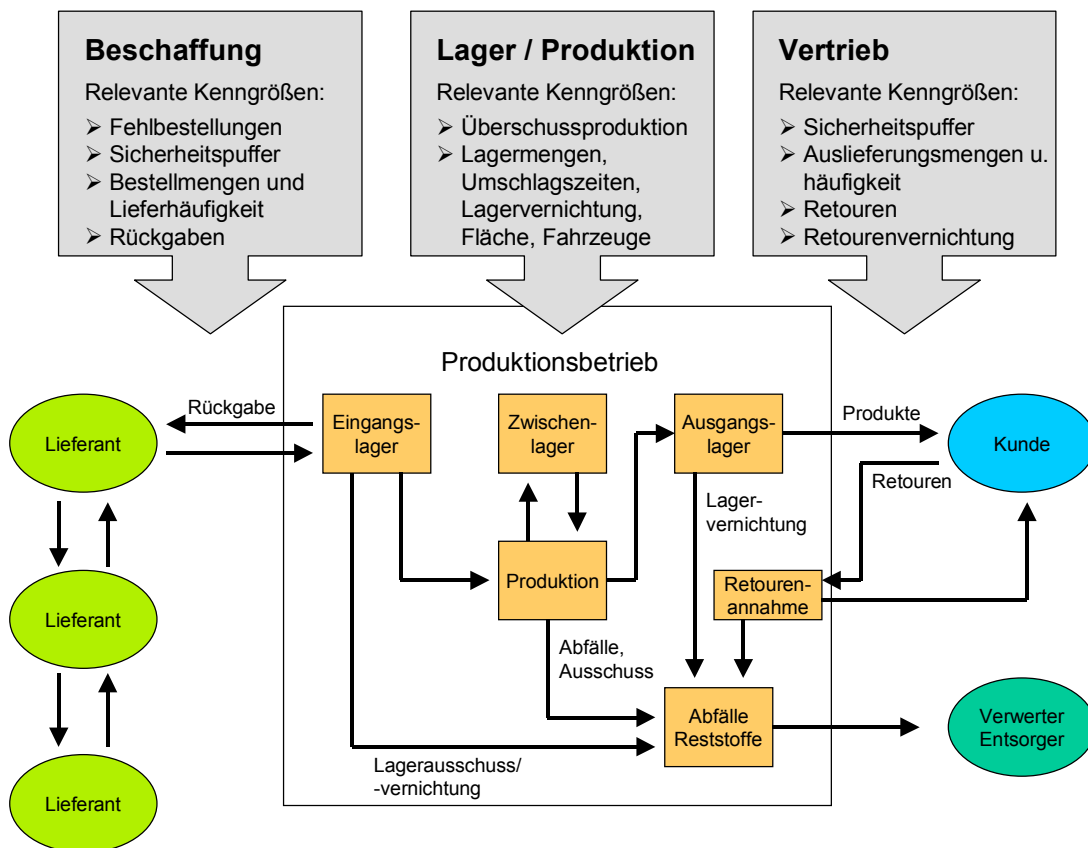 Beschaffung
Relevante Kenngrößen:
➢ Fehlbestellungen
➢ Sicherheitspuffer
➢ Bestellmengen und
Lieferhäufigkeit
➢ Rückgaben
Lager / Produktion
Relevante Kenngrößen:
➢ Überschussproduktion
➢ Lagermengen,
Umschlagszeiten,
Lagervernichtung,
Fläche, Fahrzeuge
Vertrieb
Relevante Kenngrößen:
➢ Sicherheitspuffer
➢ Auslieferungsmengen u.
häufigkeit
➢ Retouren
➢ Retourenvernichtung
Produktionsbetrieb
Lieferant
Rückgabe
Eingangs-
lager
Zwischen-
lager
Ausgangs-
lager
Produkte
Kunde
Retouren
Lager-
vernichtung
Lieferant
Produktion
Retouren-
annahme
Abfälle,
Ausschuss
Abfälle
Reststoffe
Verwerter
Entsorger
Lagerausschuss/
-vernichtung
Lieferant